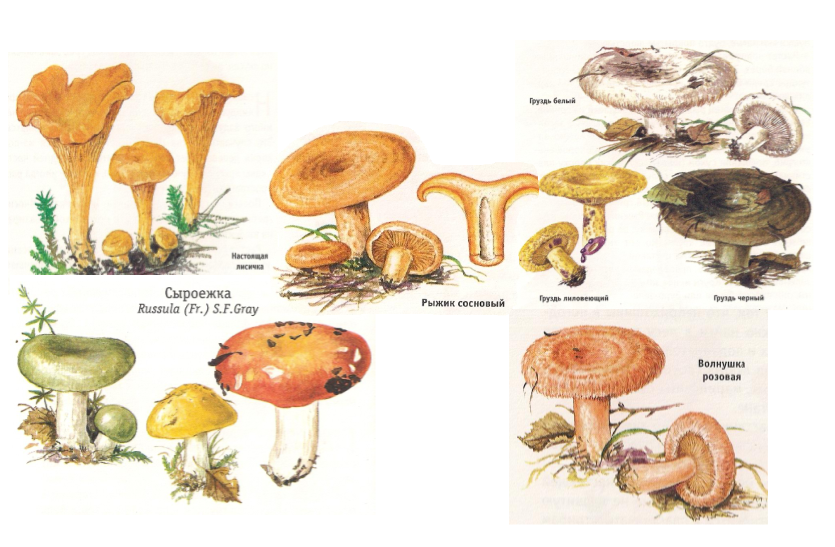 Груздь белый
Настоящая
лисичка
Рыжик сосновый
Груздь лиловеющий
Груздь черный
Сыроежка
Russula (Fr.) S.F.Gray
Волнушка
розовая